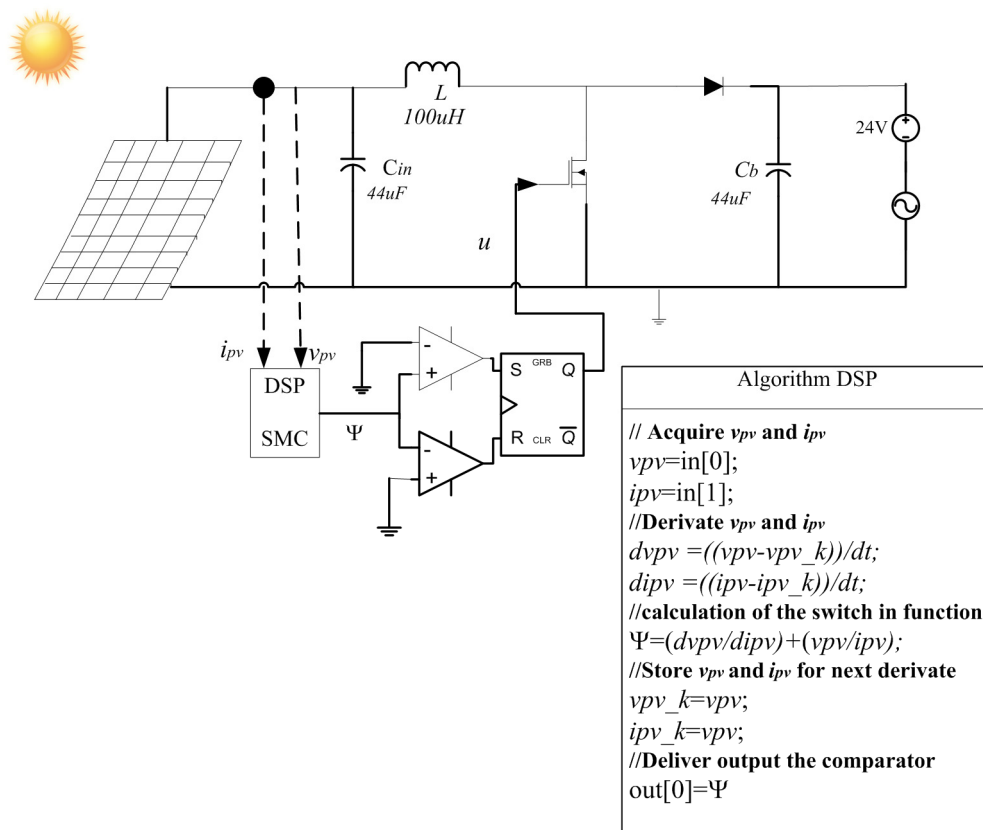 L
100uH
24V
Cin
44uF
Cb
44uF
u
ipv
vpv
DSP
SMC
Ψ
-
+
-
+
S GRB Q
R CLR Q̅
+
-
Algorithm DSP
// Acquire vpv and ipv
vpv=in[0];
ipv=in[1];
//Derivate vpv and ipv
dvpv =((vpv-vpv_k))/dt;
dipv =((ipv-ipv_k))/dt;
//calculation of the switch in function
Ψ=(dvpv/dipv)+(vpv/ipv);
//Store vpv and ipv for next derivate
vpv_k=vpv;
ipv_k=vpv;
//Deliver output the comparator
out[0]=Ψ